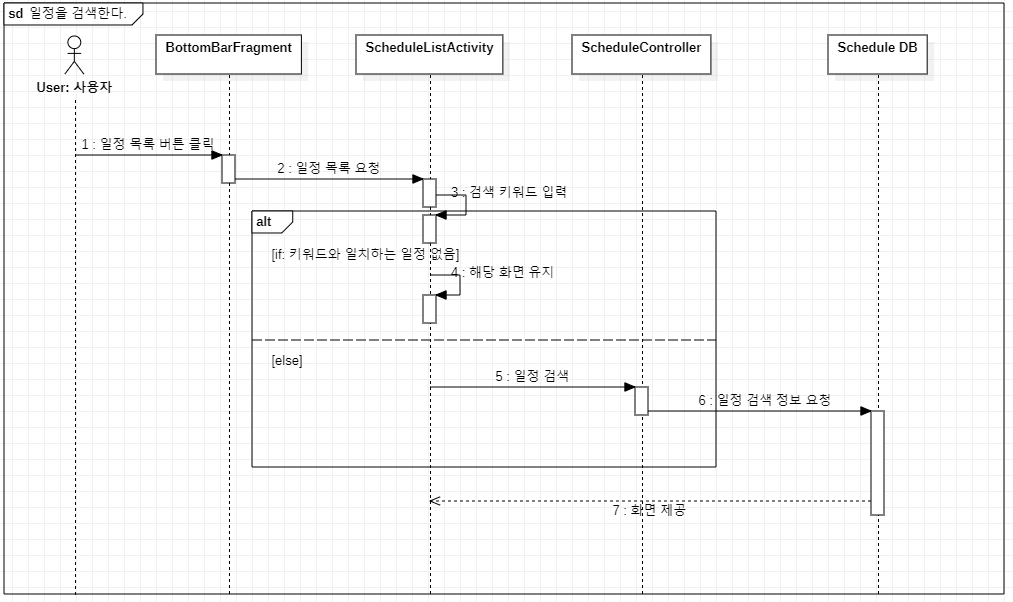 sd 일정을 검색한다.
BottomBarFragment
ScheduleListActivity
ScheduleController
Schedule DB
User: 사용자
1 : 일정 목록 버튼 클릭
2 : 일정 목록 요청
3 : 검색 키워드 입력
alt
[if: 키워드와 일치하는 일정 없음]
4 : 해당 화면 유지
[else]
5 : 일정 검색
6 : 일정 검색 정보 요청
7 : 화면 제공